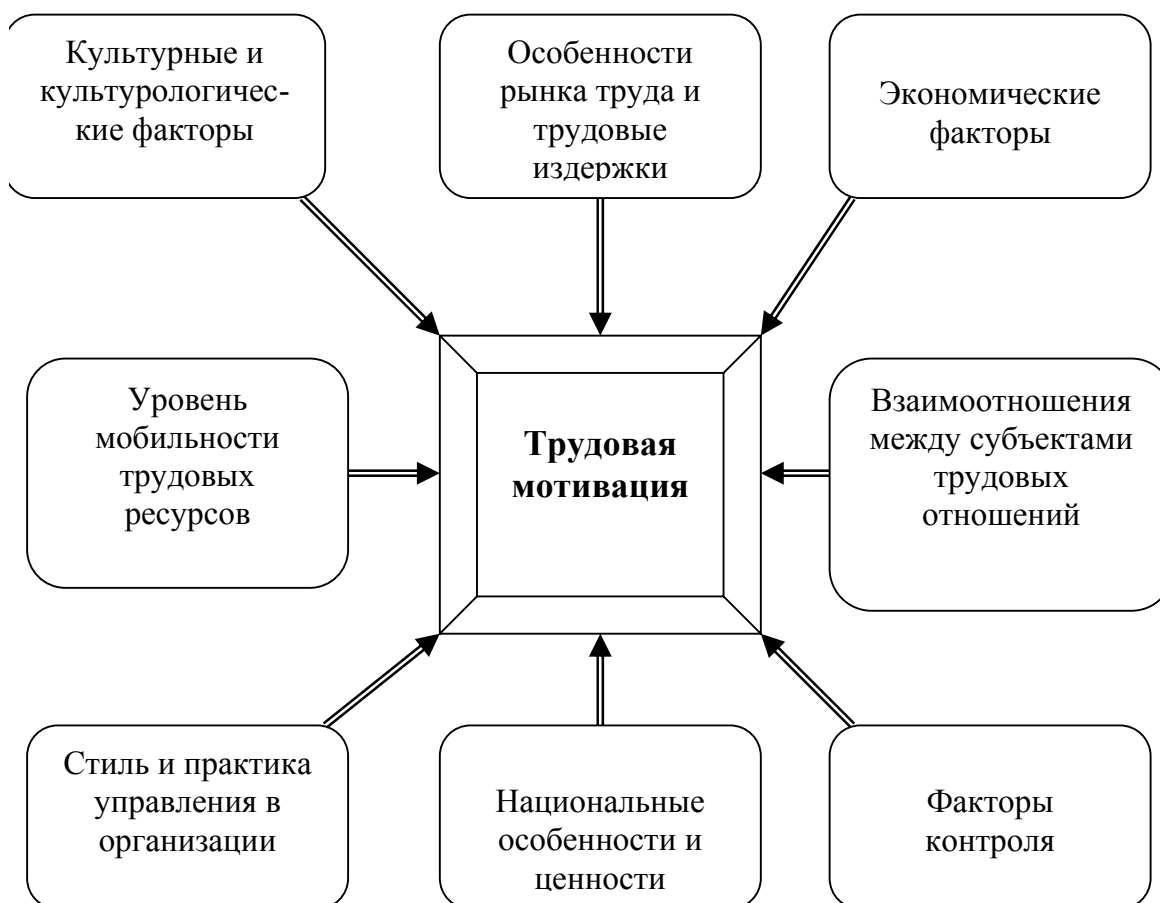 Культурные и
культурологичес-
кие факторы
Особенности
рынка труда и
трудовые
издержки
Экономические
факторы
Уровень
мобильности
трудовых
ресурсов
Трудовая
мотивация
Взаимоотношения
между субъектами
трудовых
отношений
Стиль и практика
управления в
организации
Национальные
особенности и
ценности
Факторы
контроля